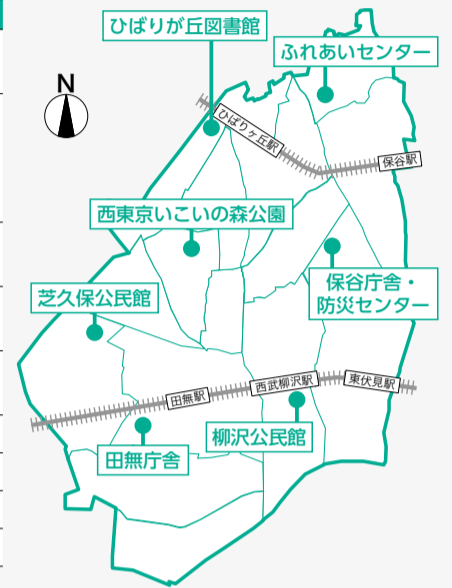 ひばりが丘図書館
ふれあいセンター
N
ひばりヶ丘駅
保谷駅
西東京いこいの森公園
保谷庁舎・
防災センター
芝久保公民館
田無駅
西武柳沢駅
東伏見駅
柳沢公民館
田無庁舎